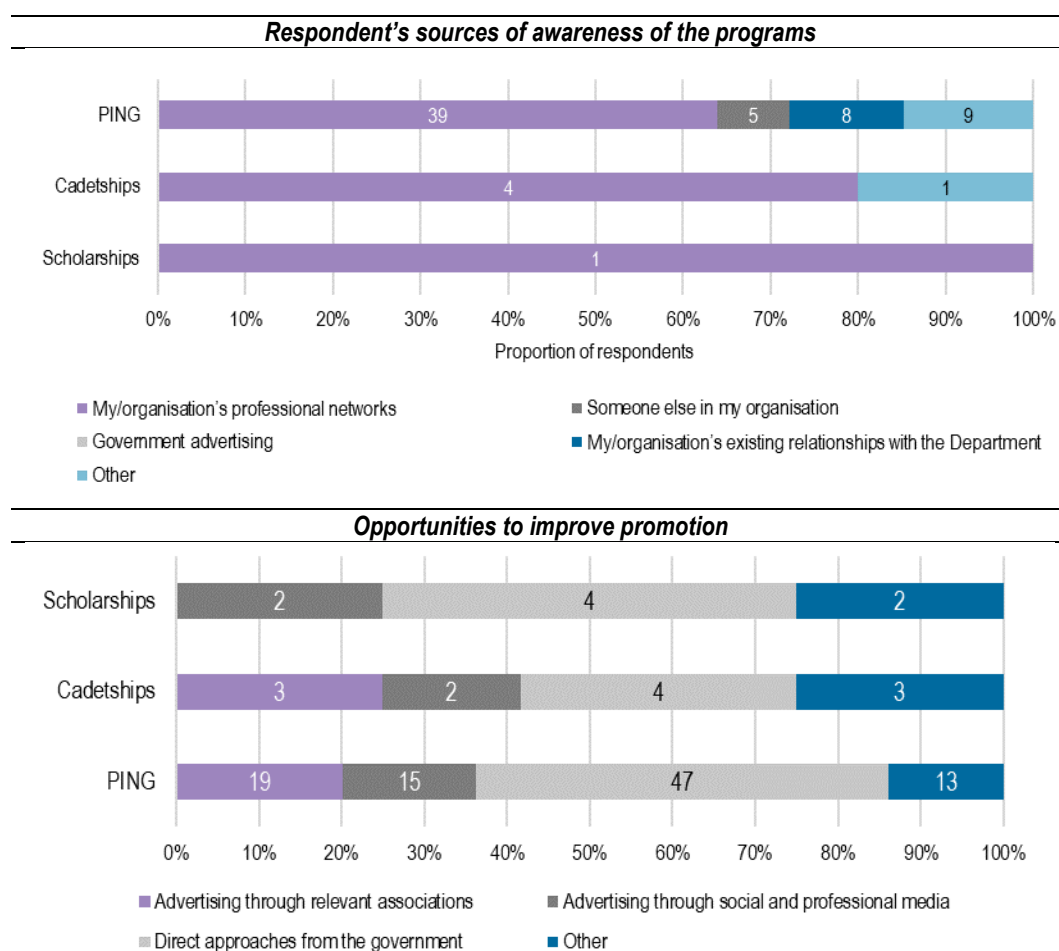 Respondent's sources of awareness of the programs
PING 39 5 8 9
Cadetships 4 1
Scholarships 1
0% 10% 20% 30% 40% 50% 60% 70% 80% 90% 100%
Proportion of respondents
My/organisation's professional networks Someone else in my organisation
Government advertising My/organisation's existing relationships with the Department
Other
Opportunities to improve promotion
Scholarships 2 4 2
Cadetships 3 2 4 3
PING 19 15 47 13
0% 10% 20% 30% 40% 50% 60% 70% 80% 90% 100%
Advertising through relevant associations Advertising through social and professional media
Direct approaches from the government Other